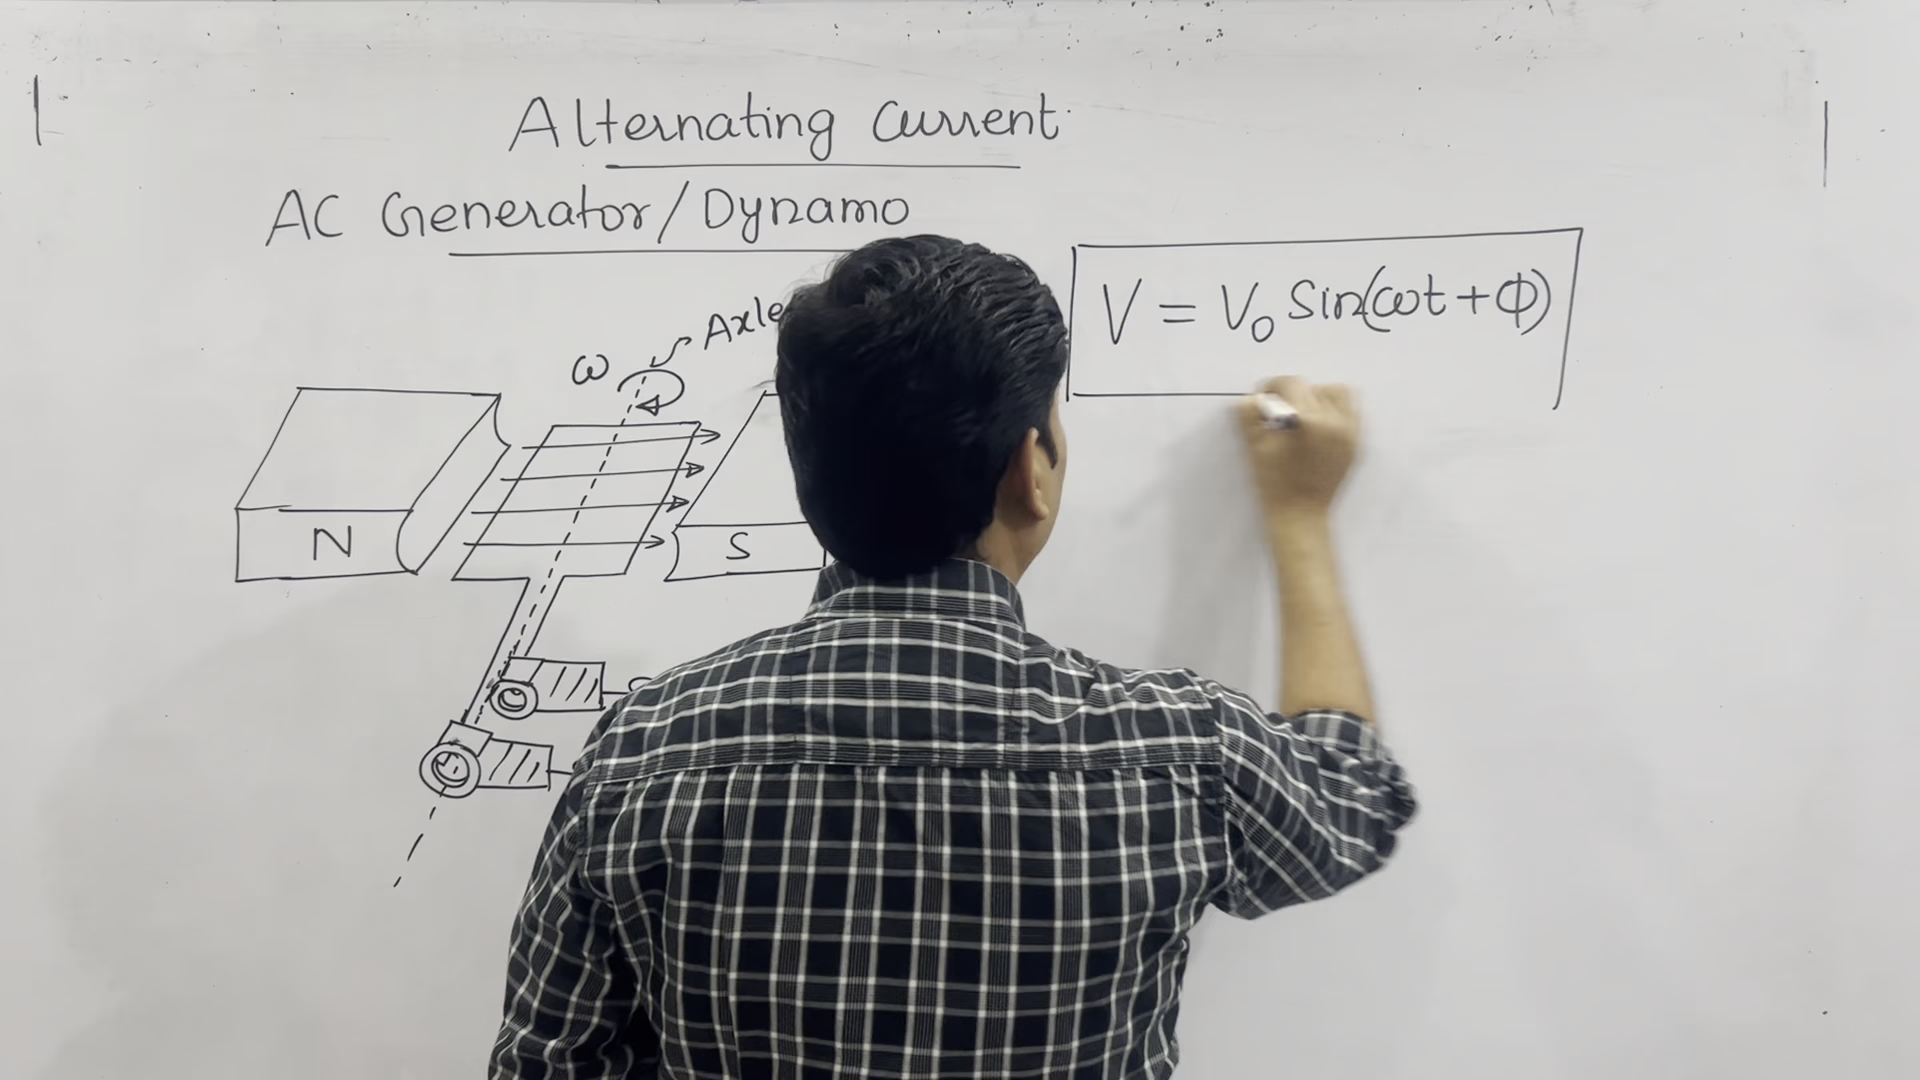 Alternating Current
AC Generator/Dynamo
V = V₀ Sin(ωt + Φ)
Axle
ω
N
S